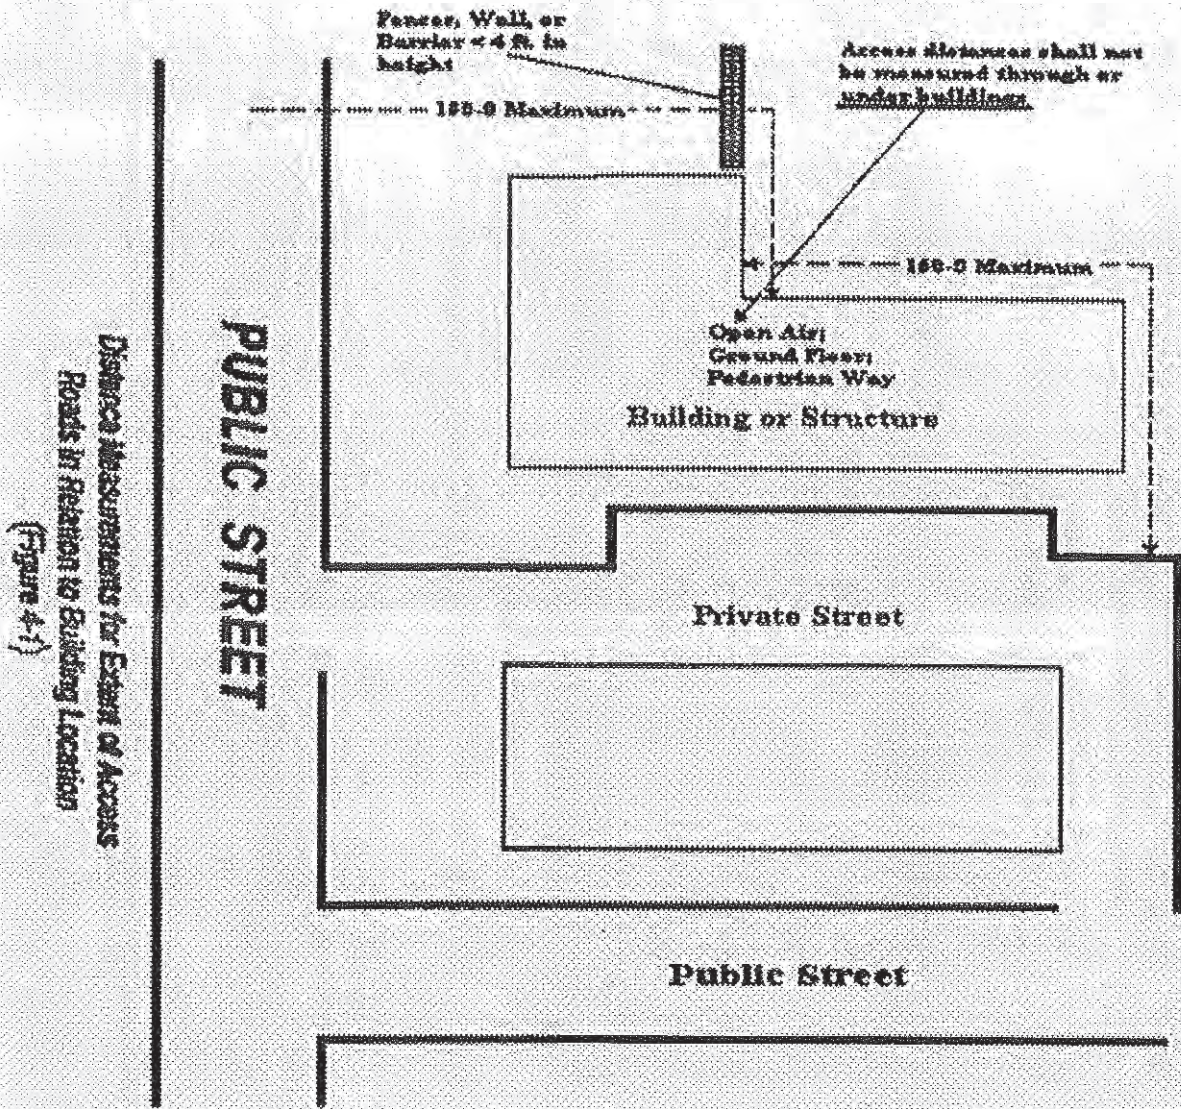 Fences, Wall, or
Barrier < 4 ft. in
height
Access distances shall not
be measured through or
under buildings
150-0 Maximum
150-0 Maximum
Open Air;
Ground Floor;
Pedestrian Way
Building or Structure
PUBLIC STREET
Private Street
Public Street
Distance Measurements for Extent of Access
Roads in Relation to Building Location
(Figure 4-1)